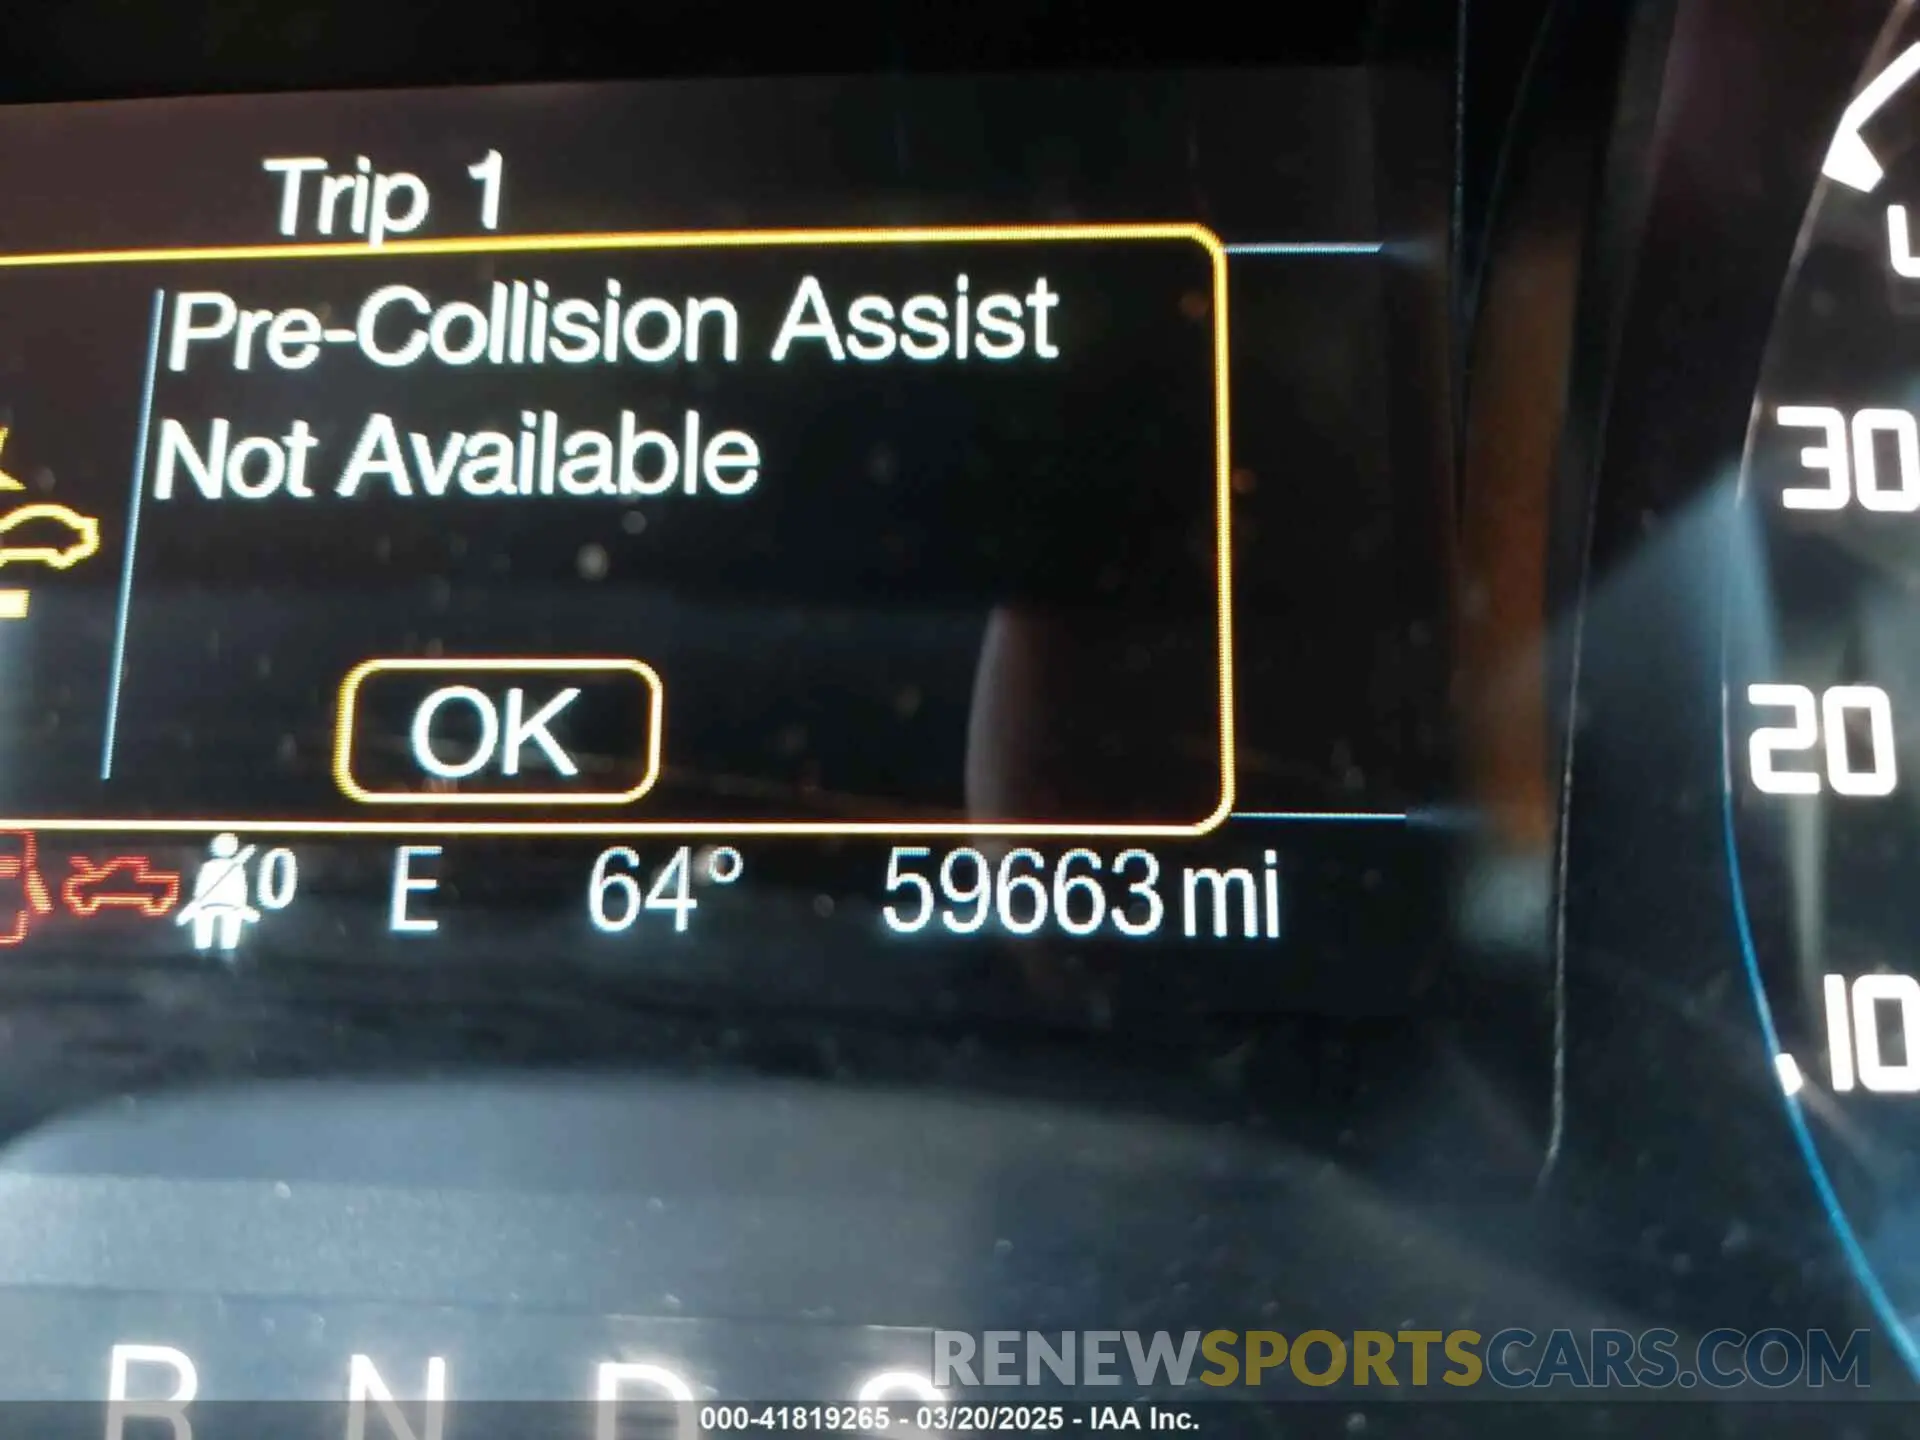 Trip 1
Pre-Collision Assist
Not Available
OK
0 E 64° 59663 mi
30
20
10
R N D S
RENEWSPORTSCARS.COM
000-41819265 - 03/20/2025 - IAA Inc.